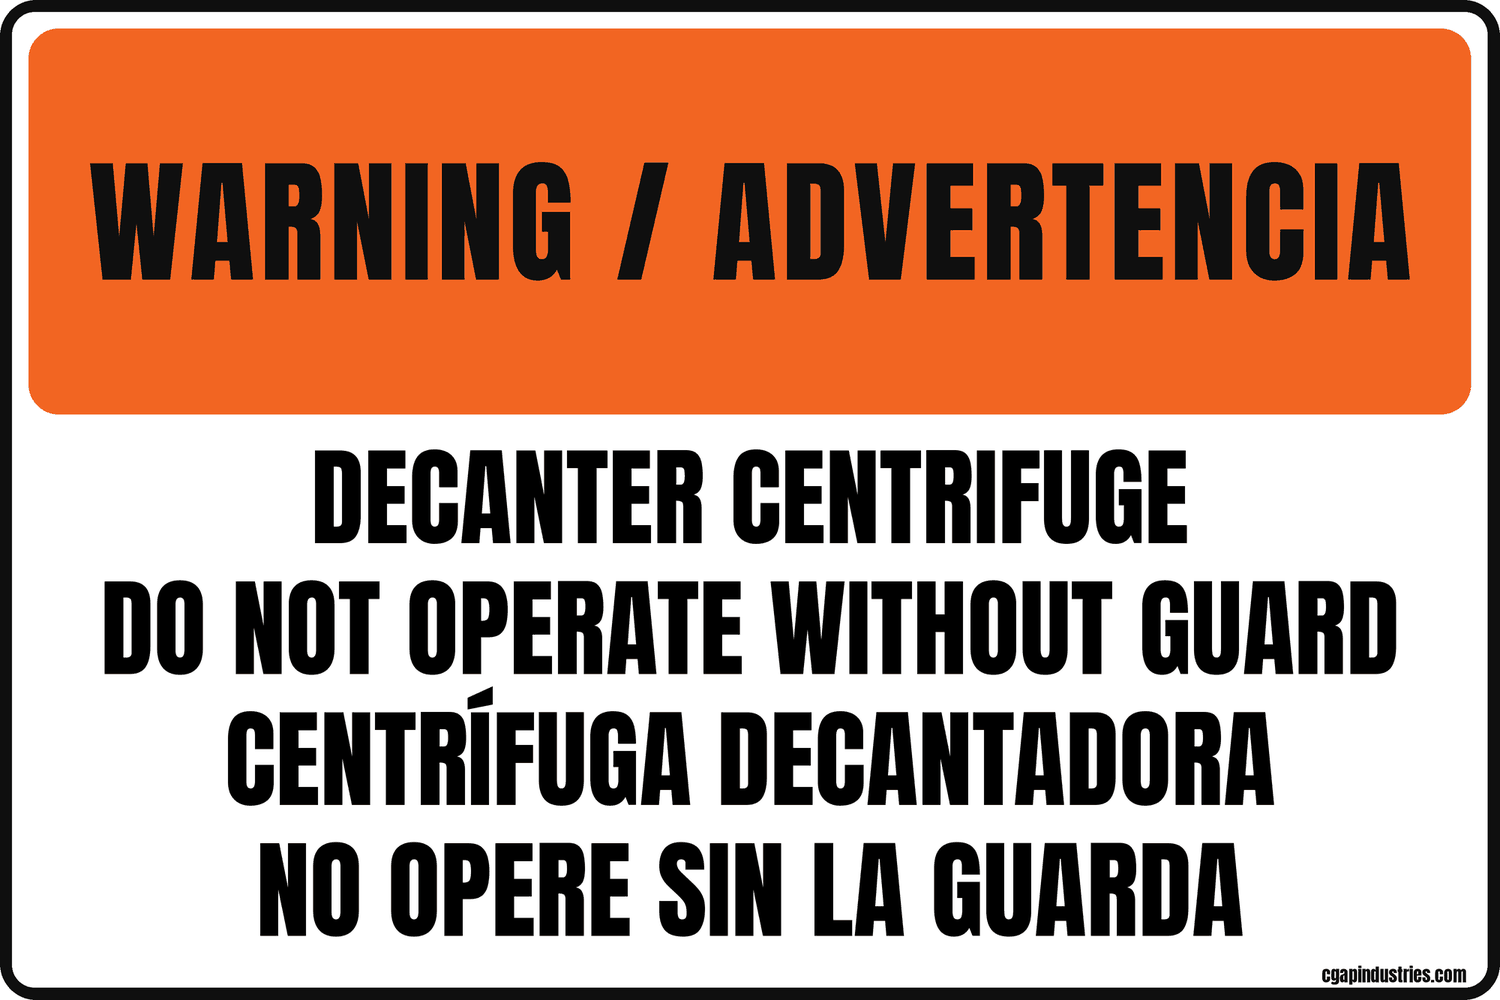 WARNING / ADVERTENCIA
DECANTER CENTRIFUGE
DO NOT OPERATE WITHOUT GUARD
CENTRÍFUGA DECANTADORA
NO OPERE SIN LA GUARDA
cgapindustries.com